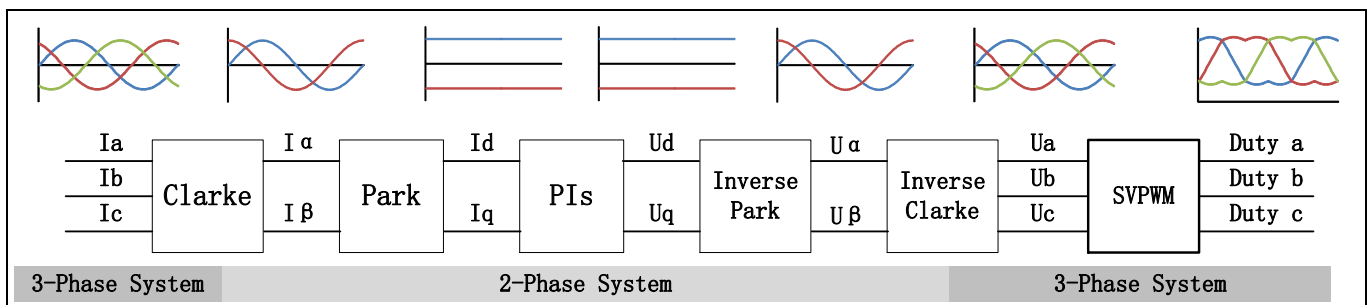 Ia
Ib
Ic
Clarke
Iα
Iβ
Park
Id
Iq
PIs
Ud
Uq
Inverse
Park
Uα
Uβ
Inverse
Clarke
Ua
Ub
Uc
SVPWM
Duty a
Duty b
Duty c
3-Phase System
2-Phase System
3-Phase System